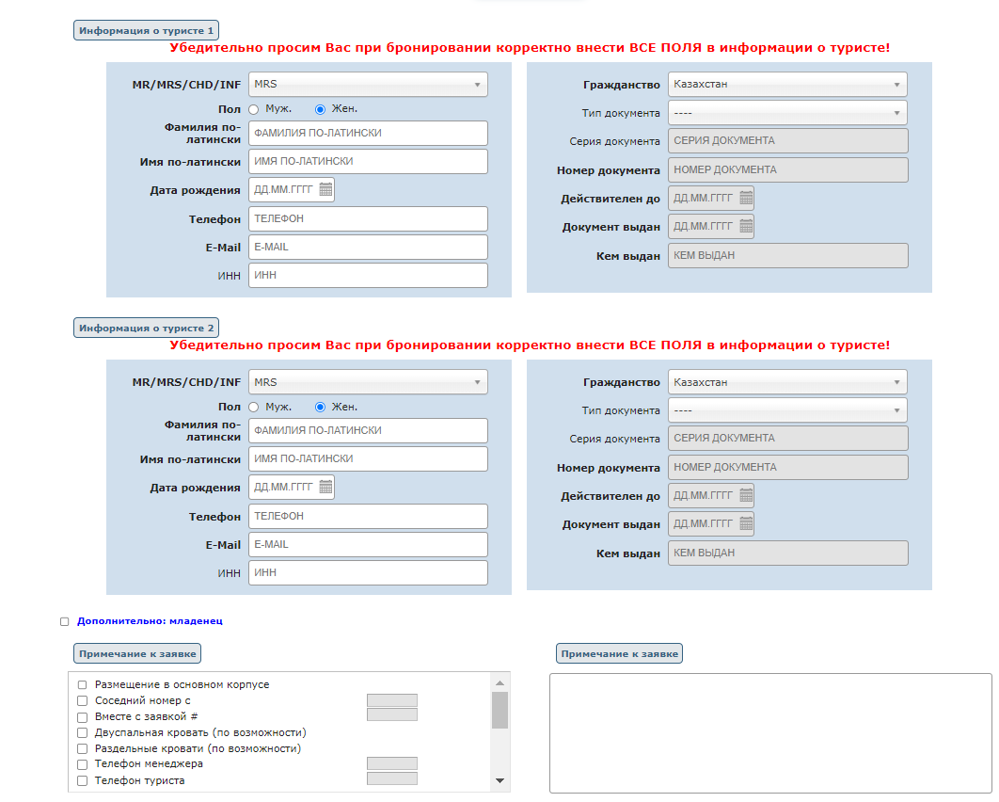 Информация о туристе 1
Убедительно просим Вас при бронировании корректно внести ВСЕ ПОЛЯ в информации о туристе!
MR/MRS/CHD/INF MRS
Пол Муж. Жен.
Фамилия по-
латински ФАМИЛИЯ ПО-ЛАТИНСКИ
Имя по-латински ИМЯ ПО-ЛАТИНСКИ
Дата рождения ДД.ММ.ГГГГ
Телефон ТЕЛЕФОН
E-Mail E-MAIL
ИНН ИНН
Гражданство Казахстан
Тип документа ----
Серия документа СЕРИЯ ДОКУМЕНТА
Номер документа НОМЕР ДОКУМЕНТА
Действителен до ДД.ММ.ГГГГ
Документ выдан ДД.ММ.ГГГГ
Кем выдан КЕМ ВЫДАН
Информация о туристе 2
Убедительно просим Вас при бронировании корректно внести ВСЕ ПОЛЯ в информации о туристе!
MR/MRS/CHD/INF MRS
Пол Муж. Жен.
Фамилия по-
латински ФАМИЛИЯ ПО-ЛАТИНСКИ
Имя по-латински ИМЯ ПО-ЛАТИНСКИ
Дата рождения ДД.ММ.ГГГГ
Телефон ТЕЛЕФОН
E-Mail E-MAIL
ИНН ИНН
Гражданство Казахстан
Тип документа ----
Серия документа СЕРИЯ ДОКУМЕНТА
Номер документа НОМЕР ДОКУМЕНТА
Действителен до ДД.ММ.ГГГГ
Документ выдан ДД.ММ.ГГГГ
Кем выдан КЕМ ВЫДАН
Дополнительно: младенец
Примечание к заявке
Размещение в основном корпусе
Соседний номер с
Вместе с заявкой #
Двуспальная кровать (по возможности)
Раздельные кровати (по возможности)
Телефон менеджера
Телефон туриста
Примечание к заявке